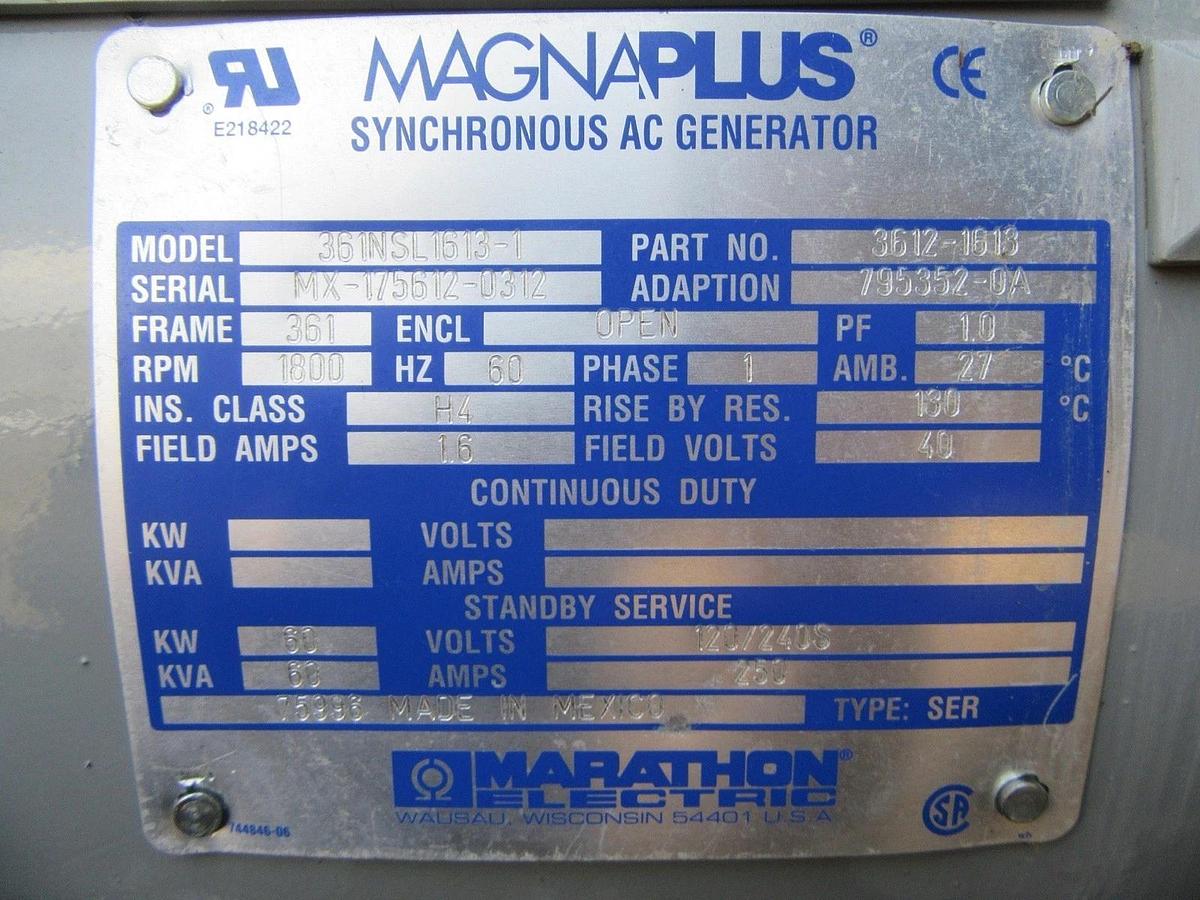 RU ® MAGNAPLUS® CE
E218422 SYNCHRONOUS AC GENERATOR
MODEL 361NSL1613-1 PART NO. 3612-1613
SERIAL MX-175612-0312 ADAPTION 795352-0A
FRAME 361 ENCL OPEN PF 1.0
RPM 1800 HZ 60 PHASE 1 AMB. 27 °C
INS. CLASS H4 RISE BY RES. 130 °C
FIELD AMPS 1.6 FIELD VOLTS 40
CONTINUOUS DUTY
KW VOLTS
KVA AMPS
STANDBY SERVICE
KW 60 VOLTS 120/240S
KVA 60 AMPS 250
75996 MADE IN MEXICO TYPE: SER
MARATHON®
ELECTRIC
WAUSAU, WISCONSIN 54401 U.S.A
744846-06 SA